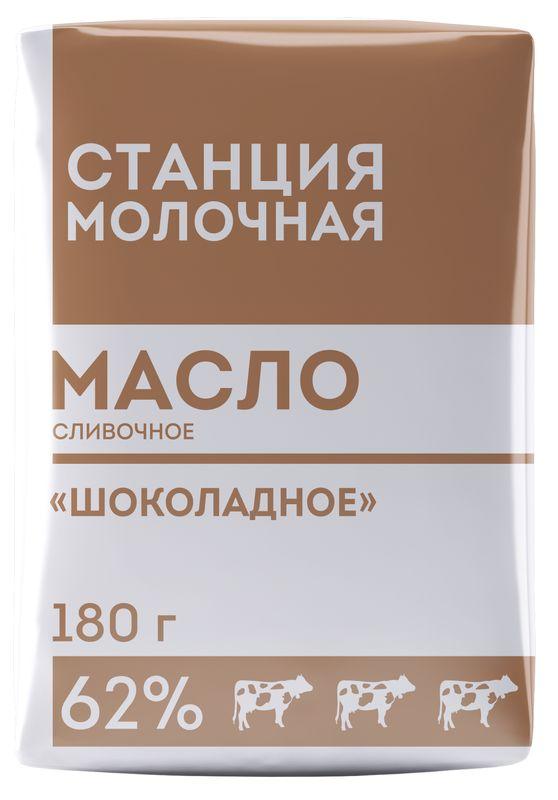 СТАНЦИЯ
МОЛОЧНАЯ
МАСЛО
СЛИВОЧНОЕ
«ШОКОЛАДНОЕ»
180 г
62%